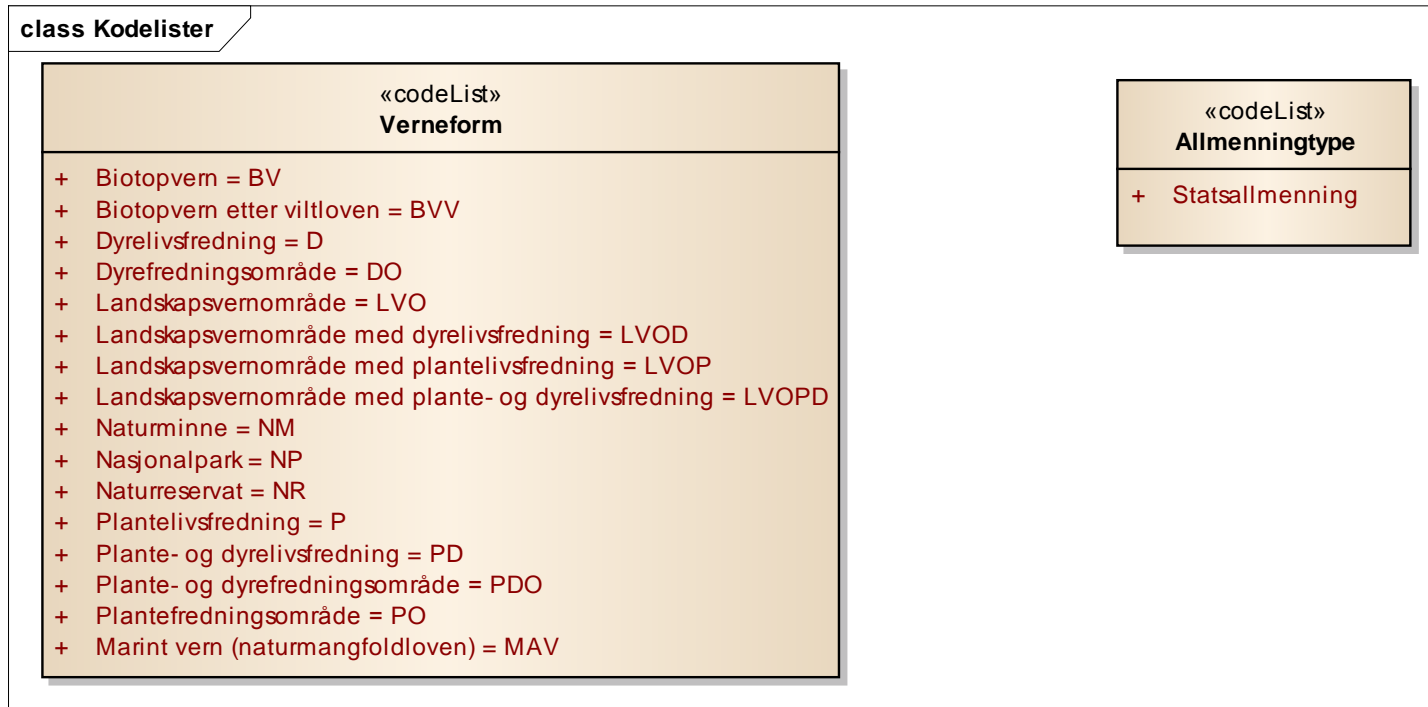 class Kodelister
«codeList»
Verneform
+ Biotopvern = BV
+ Biotopvern etter viltloven = BVV
+ Dyrelivsfredning = D
+ Dyrefredningsområde = DO
+ Landskapsvernområde = LVO
+ Landskapsvernområde med dyrelivsfredning = LVOD
+ Landskapsvernområde med plantelivsfredning = LVOP
+ Landskapsvernområde med plante- og dyrelivsfredning = LVOPD
+ Naturminne = NM
+ Nasjonalpark = NP
+ Naturreservat = NR
+ Plantelivsfredning = P
+ Plante- og dyrelivsfredning = PD
+ Plante- og dyrefredningsområde = PDO
+ Plantefredningsområde = PO
+ Marint vern (naturmangfoldloven) = MAV
«codeList»
Allmenningtype
+ Statsallmenning